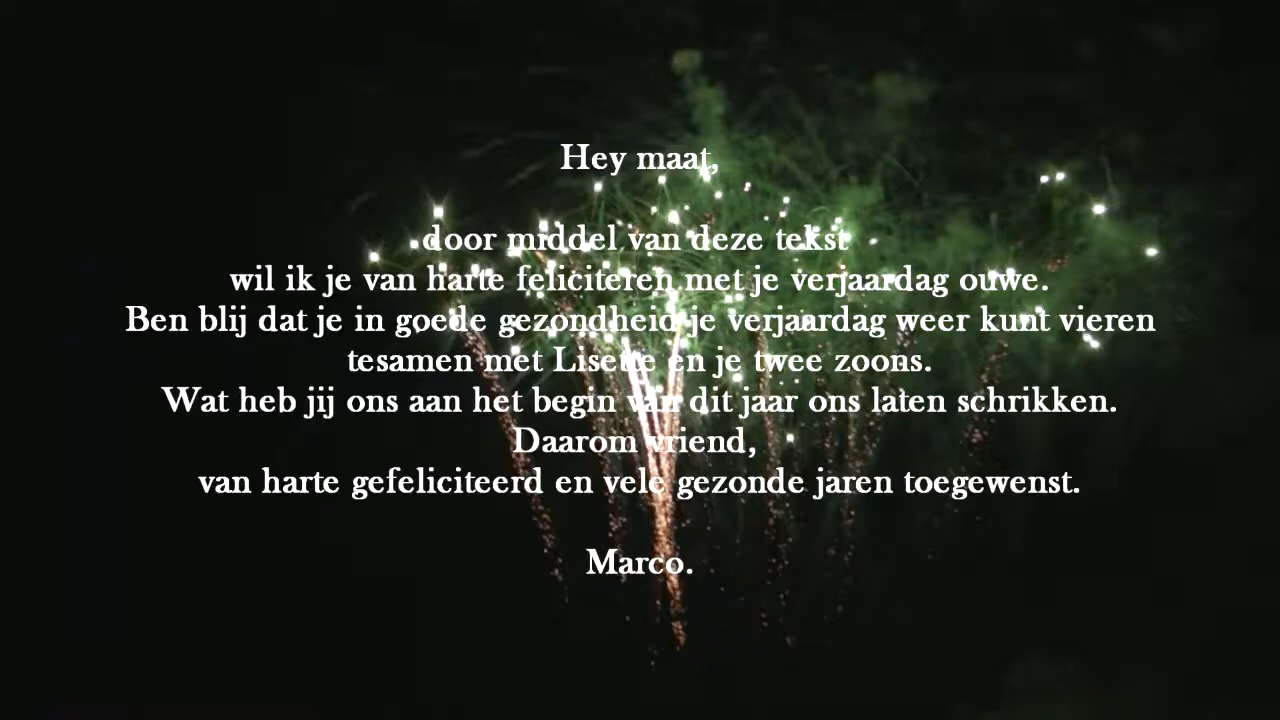 Hey maat,
door middel van deze tekst
wil ik je van harte feliciteren met je verjaardag ouwe.
Ben blij dat je in goede gezondheid je verjaardag weer kunt vieren
tesamen met Lisette en je twee zoons.
Wat heb jij ons aan het begin van dit jaar ons laten schrikken.
Daarom vriend,
van harte gefeliciteerd en vele gezonde jaren toegewenst.
Marco.